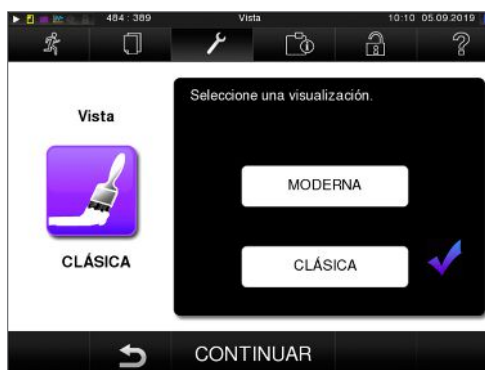 484 : 389 Vista 10:10 05.09.2019
Vista
CLÁSICA
Seleccione una visualización.
MODERNA
CLÁSICA
CONTINUAR